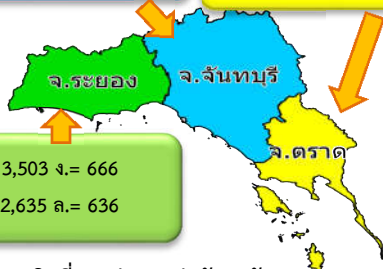 จ.ระยอง
จ.จันทบุรี
จ.ตราด
3,503 ง.= 666
2,635 ล.= 636